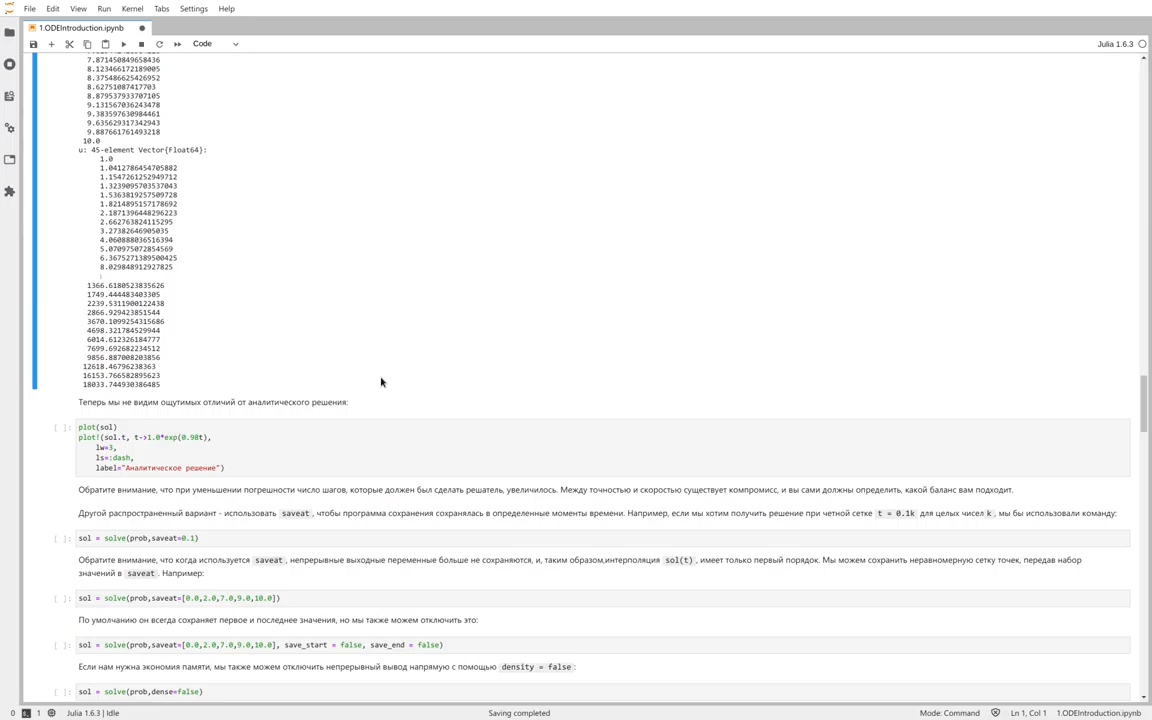 File Edit View Run Kernel Tabs Settings Help
1.ODEIntroduction.ipynb
Code
Julia 1.6.3
7.871450849658436
8.123466172189005
8.375486625426952
8.62751087417703
8.879537933707105
9.131567036243478
9.383597630984461
9.635629317342943
9.887661761493218
10.0
u: 45-element Vector{Float64}:
1.0
1.0412786454705882
1.1547261252949712
1.3239095703537043
1.5363819257509728
1.8214895157178692
2.1871396448296223
2.662763824115295
3.27382646905035
4.060888036516394
5.070975072854569
6.3675271389500425
8.029848912927825
⋮
1366.6180523835626
1749.444483403305
2239.5311900122438
2866.929423851544
3670.1099254315686
4698.321784529944
6014.612326184777
7699.692682234512
9856.887008203856
12618.46796238363
16153.766582895623
18033.744930386485
Теперь мы не видим ощутимых отличий от аналитического решения:
[ ]: plot(sol)
plot!(sol.t, t->1.0*exp(0.98t),
lw=3,
ls=:dash,
label="Аналитическое решение")
Обратите внимание, что при уменьшении погрешности число шагов, которые должен был сделать решатель, увеличилось. Между точностью и скоростью существует компромисс, и вы сами должны определить, какой баланс вам подходит.
Другой распространенный вариант - использовать saveat, чтобы программа сохранения сохранялась в определенные моменты времени. Например, если мы хотим получить решение при четной сетке t = 0.1k для целых чисел k, мы бы использовали команду:
[ ]: sol = solve(prob,saveat=0.1)
Обратите внимание, что когда используется saveat, непрерывные выходные переменные больше не сохраняются, и, таким образом,интерполяция sol(t), имеет только первый порядок. Мы можем сохранить неравномерную сетку точек, передав набор
значений в saveat. Например:
[ ]: sol = solve(prob,saveat=[0.0,2.0,7.0,9.0,10.0])
По умолчанию он всегда сохраняет первое и последнее значения, но мы также можем отключить это:
[ ]: sol = solve(prob,saveat=[0.0,2.0,7.0,9.0,10.0], save_start = false, save_end = false)
Если нам нужна экономия памяти, мы также можем отключить непрерывный вывод напрямую с помощью density = false:
[ ]: sol = solve(prob,dense=false)
0 1 Julia 1.6.3 | Idle Saving completed Mode: Command Ln 1, Col 1 1.ODEIntroduction.ipynb